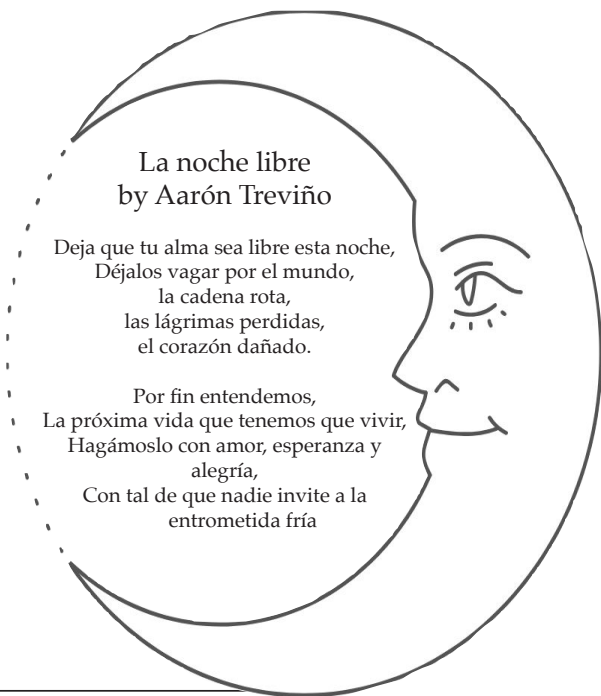 La noche libre
by Aarón Treviño
Deja que tu alma sea libre esta noche,
Déjalos vagar por el mundo,
la cadena rota,
las lágrimas perdidas,
el corazón dañado.
Por fin entendemos,
La próxima vida que tenemos que vivir,
Hagámoslo con amor, esperanza y
alegría,
Con tal de que nadie invite a la
entrometida fría